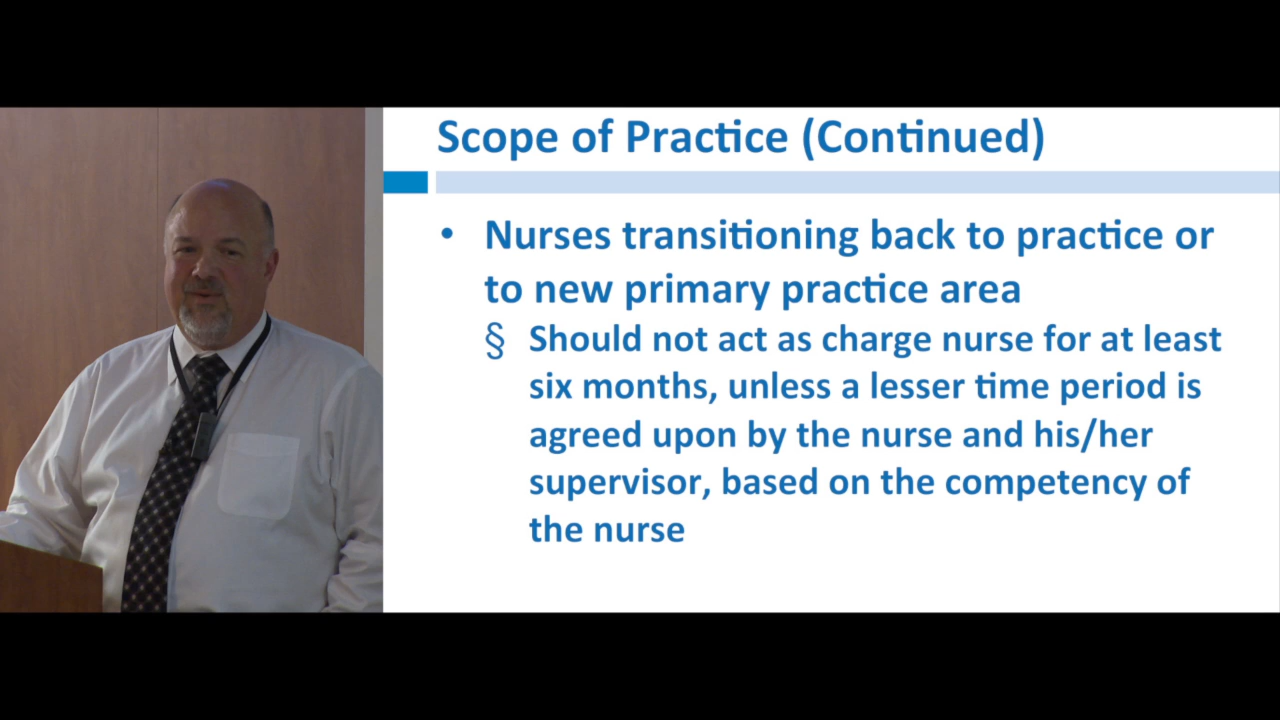 Scope of Practice (Continued)
• Nurses transitioning back to practice or
to new primary practice area
§ Should not act as charge nurse for at least
six months, unless a lesser time period is
agreed upon by the nurse and his/her
supervisor, based on the competency of
the nurse